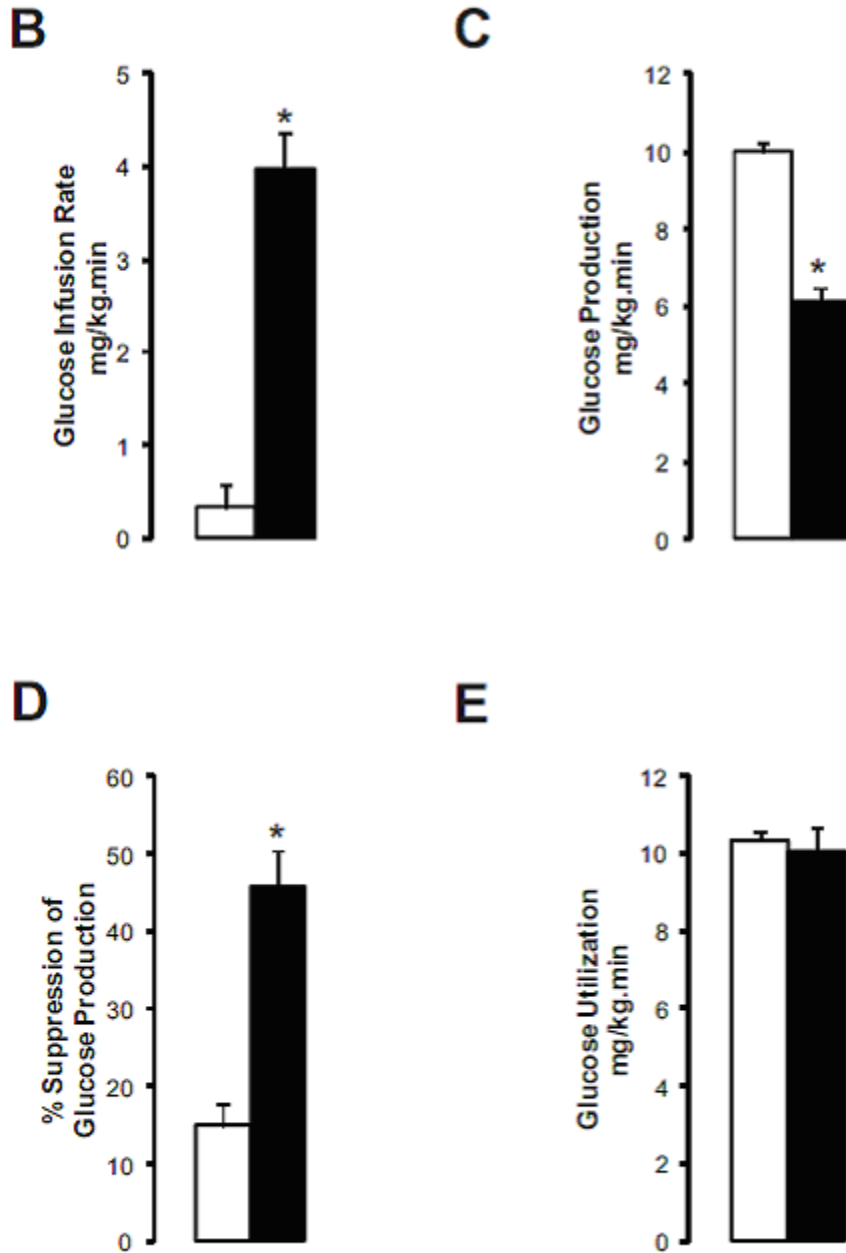 B
Glucose Infusion Rate
mg/kg.min
5
4
3
2
1
0
*
C
Glucose Production
mg/kg.min
12
10
8
6
4
2
0
*
D
% Suppression of
Glucose Production
60
50
40
30
20
10
0
*
E
Glucose Utilization
mg/kg.min
12
10
8
6
4
2
0